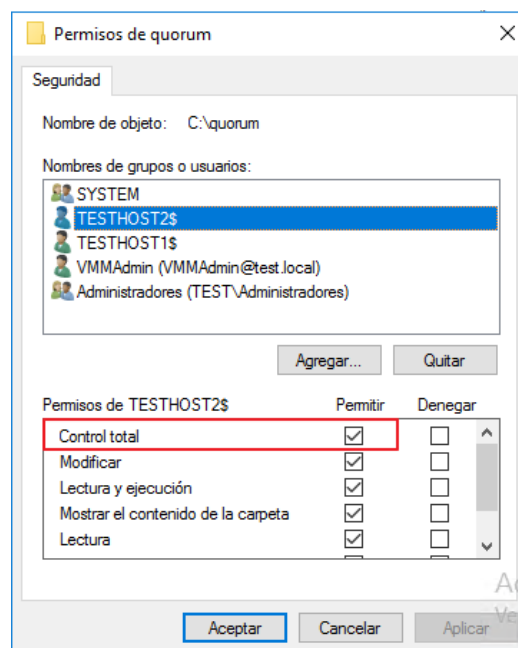 Permisos de quorum
Seguridad
Nombre de objeto: C:\quorum
Nombres de grupos o usuarios:
SYSTEM
TESTHOST2$
TESTHOST1$
VMMAdmin (VMMAdmin@test.local)
Administradores (TEST\Administradores)
Agregar... Quitar
Permisos de TESTHOST2$ Permitir Denegar
Control total
Modificar
Lectura y ejecución
Mostrar el contenido de la carpeta
Lectura
Aceptar Cancelar Aplicar